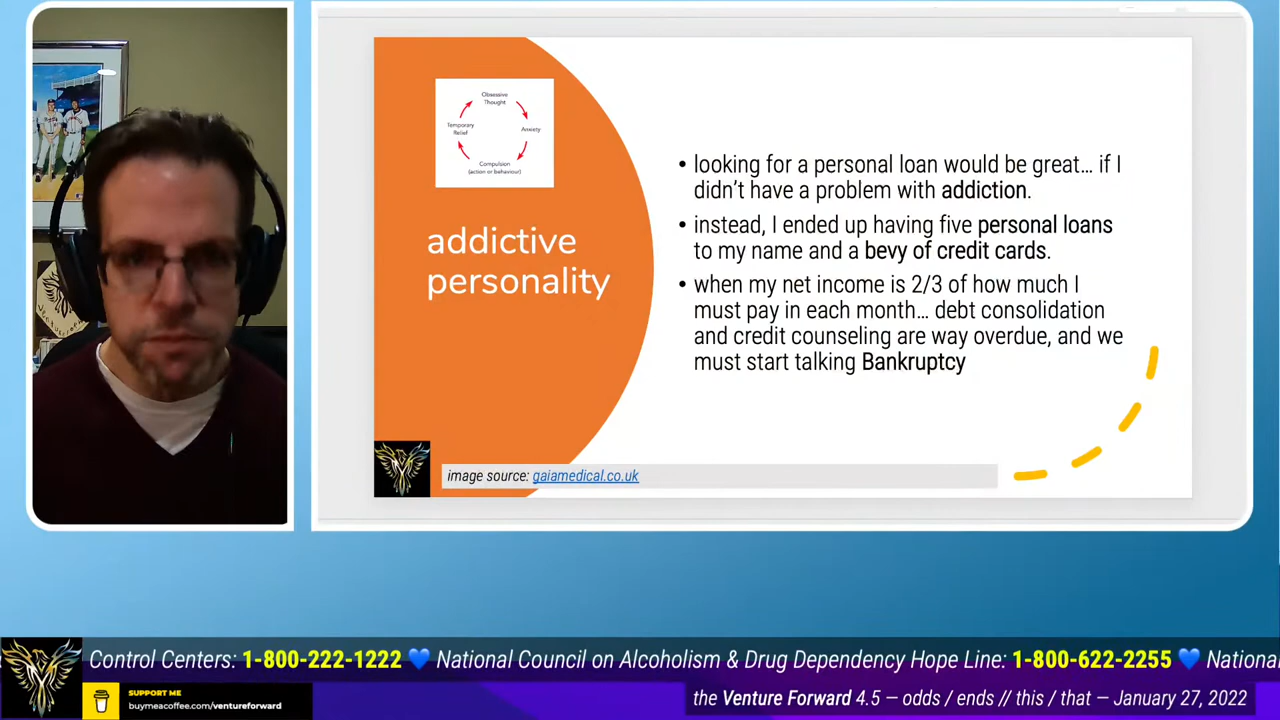 Obsessive
Thought
Temporary
Relief
Anxiety
Compulsion
(action or behaviour)
addictive
personality
• looking for a personal loan would be great... if I
didn't have a problem with addiction.
• instead, I ended up having five personal loans
to my name and a bevy of credit cards.
• when my net income is 2/3 of how much I
must pay in each month... debt consolidation
and credit counseling are way overdue, and we
must start talking Bankruptcy
image source: gaiamedical.co.uk
Control Centers: 1-800-222-1222 💙 National Council on Alcoholism & Drug Dependency Hope Line: 1-800-622-2255 💙 Nationa
SUPPORT ME
buymeacoffee.com/ventureforward
the Venture Forward 4.5 — odds / ends // this / that — January 27, 2022